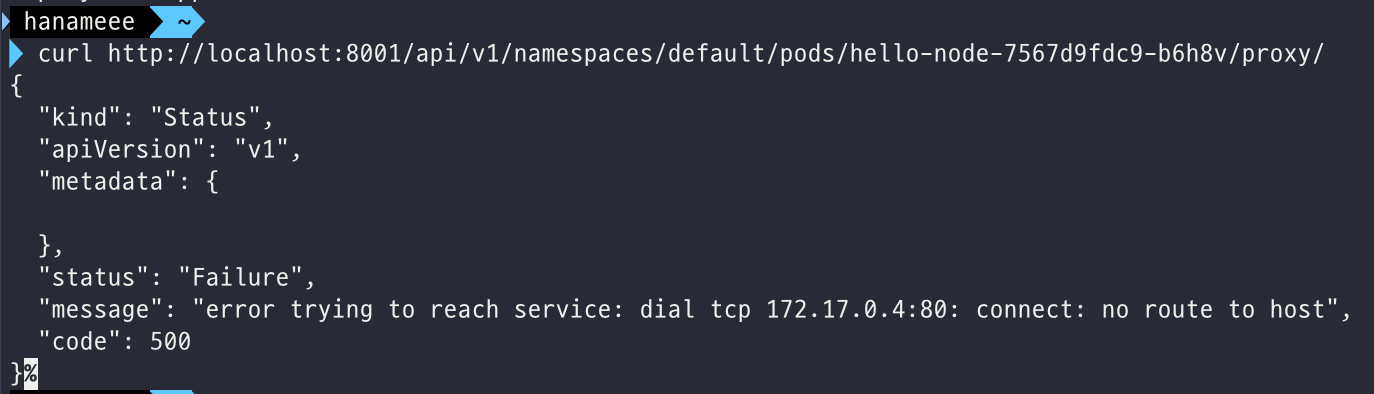 hanameee ~
curl http://localhost:8001/api/v1/namespaces/default/pods/hello-node-7567d9fdc9-b6h8v/proxy/
{
  "kind": "Status",
  "apiVersion": "v1",
  "metadata": {

  },
  "status": "Failure",
  "message": "error trying to reach service: dial tcp 172.17.0.4:80: connect: no route to host",
  "code": 500
}%